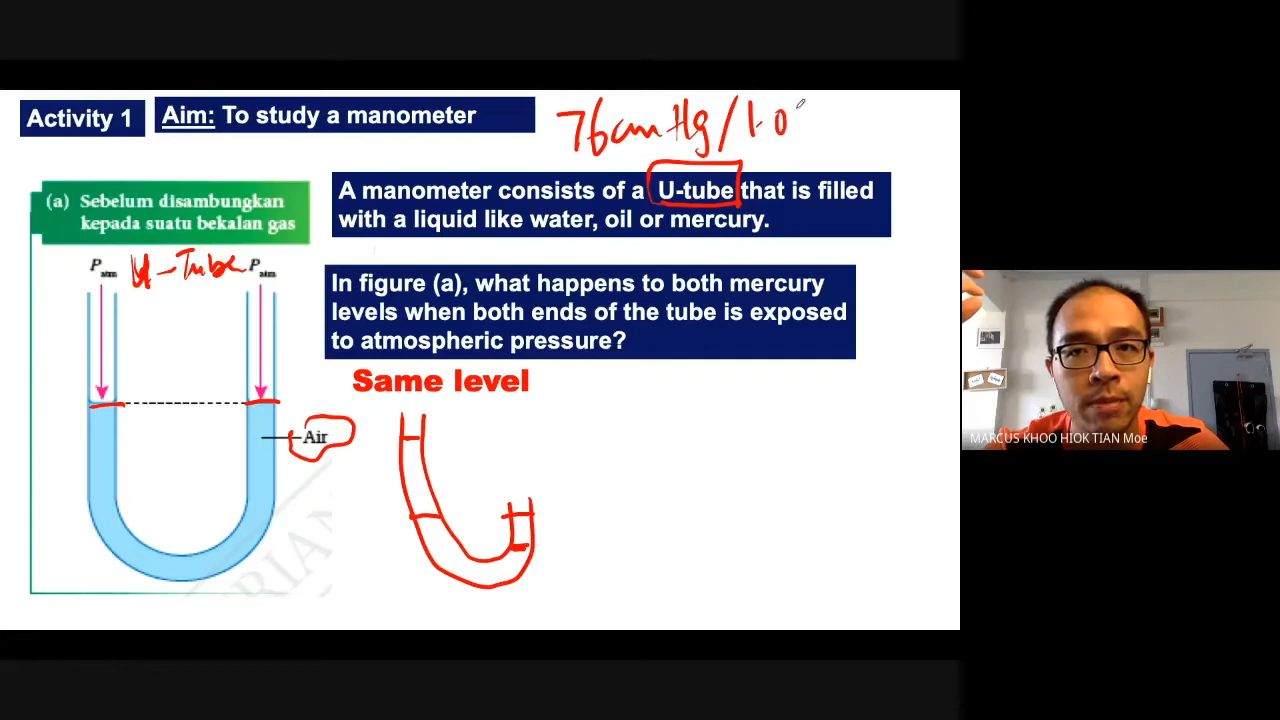 Activity 1
Aim: To study a manometer
76cm Hg / 1.0
(a) Sebelum disambungkan
kepada suatu bekalan gas
A manometer consists of a U-tube that is filled
with a liquid like water, oil or mercury.
Patm U-Tube Patm
In figure (a), what happens to both mercury
levels when both ends of the tube is exposed
to atmospheric pressure?
Same level
Air
MARCUS KHOO HIOK TIAN Moe